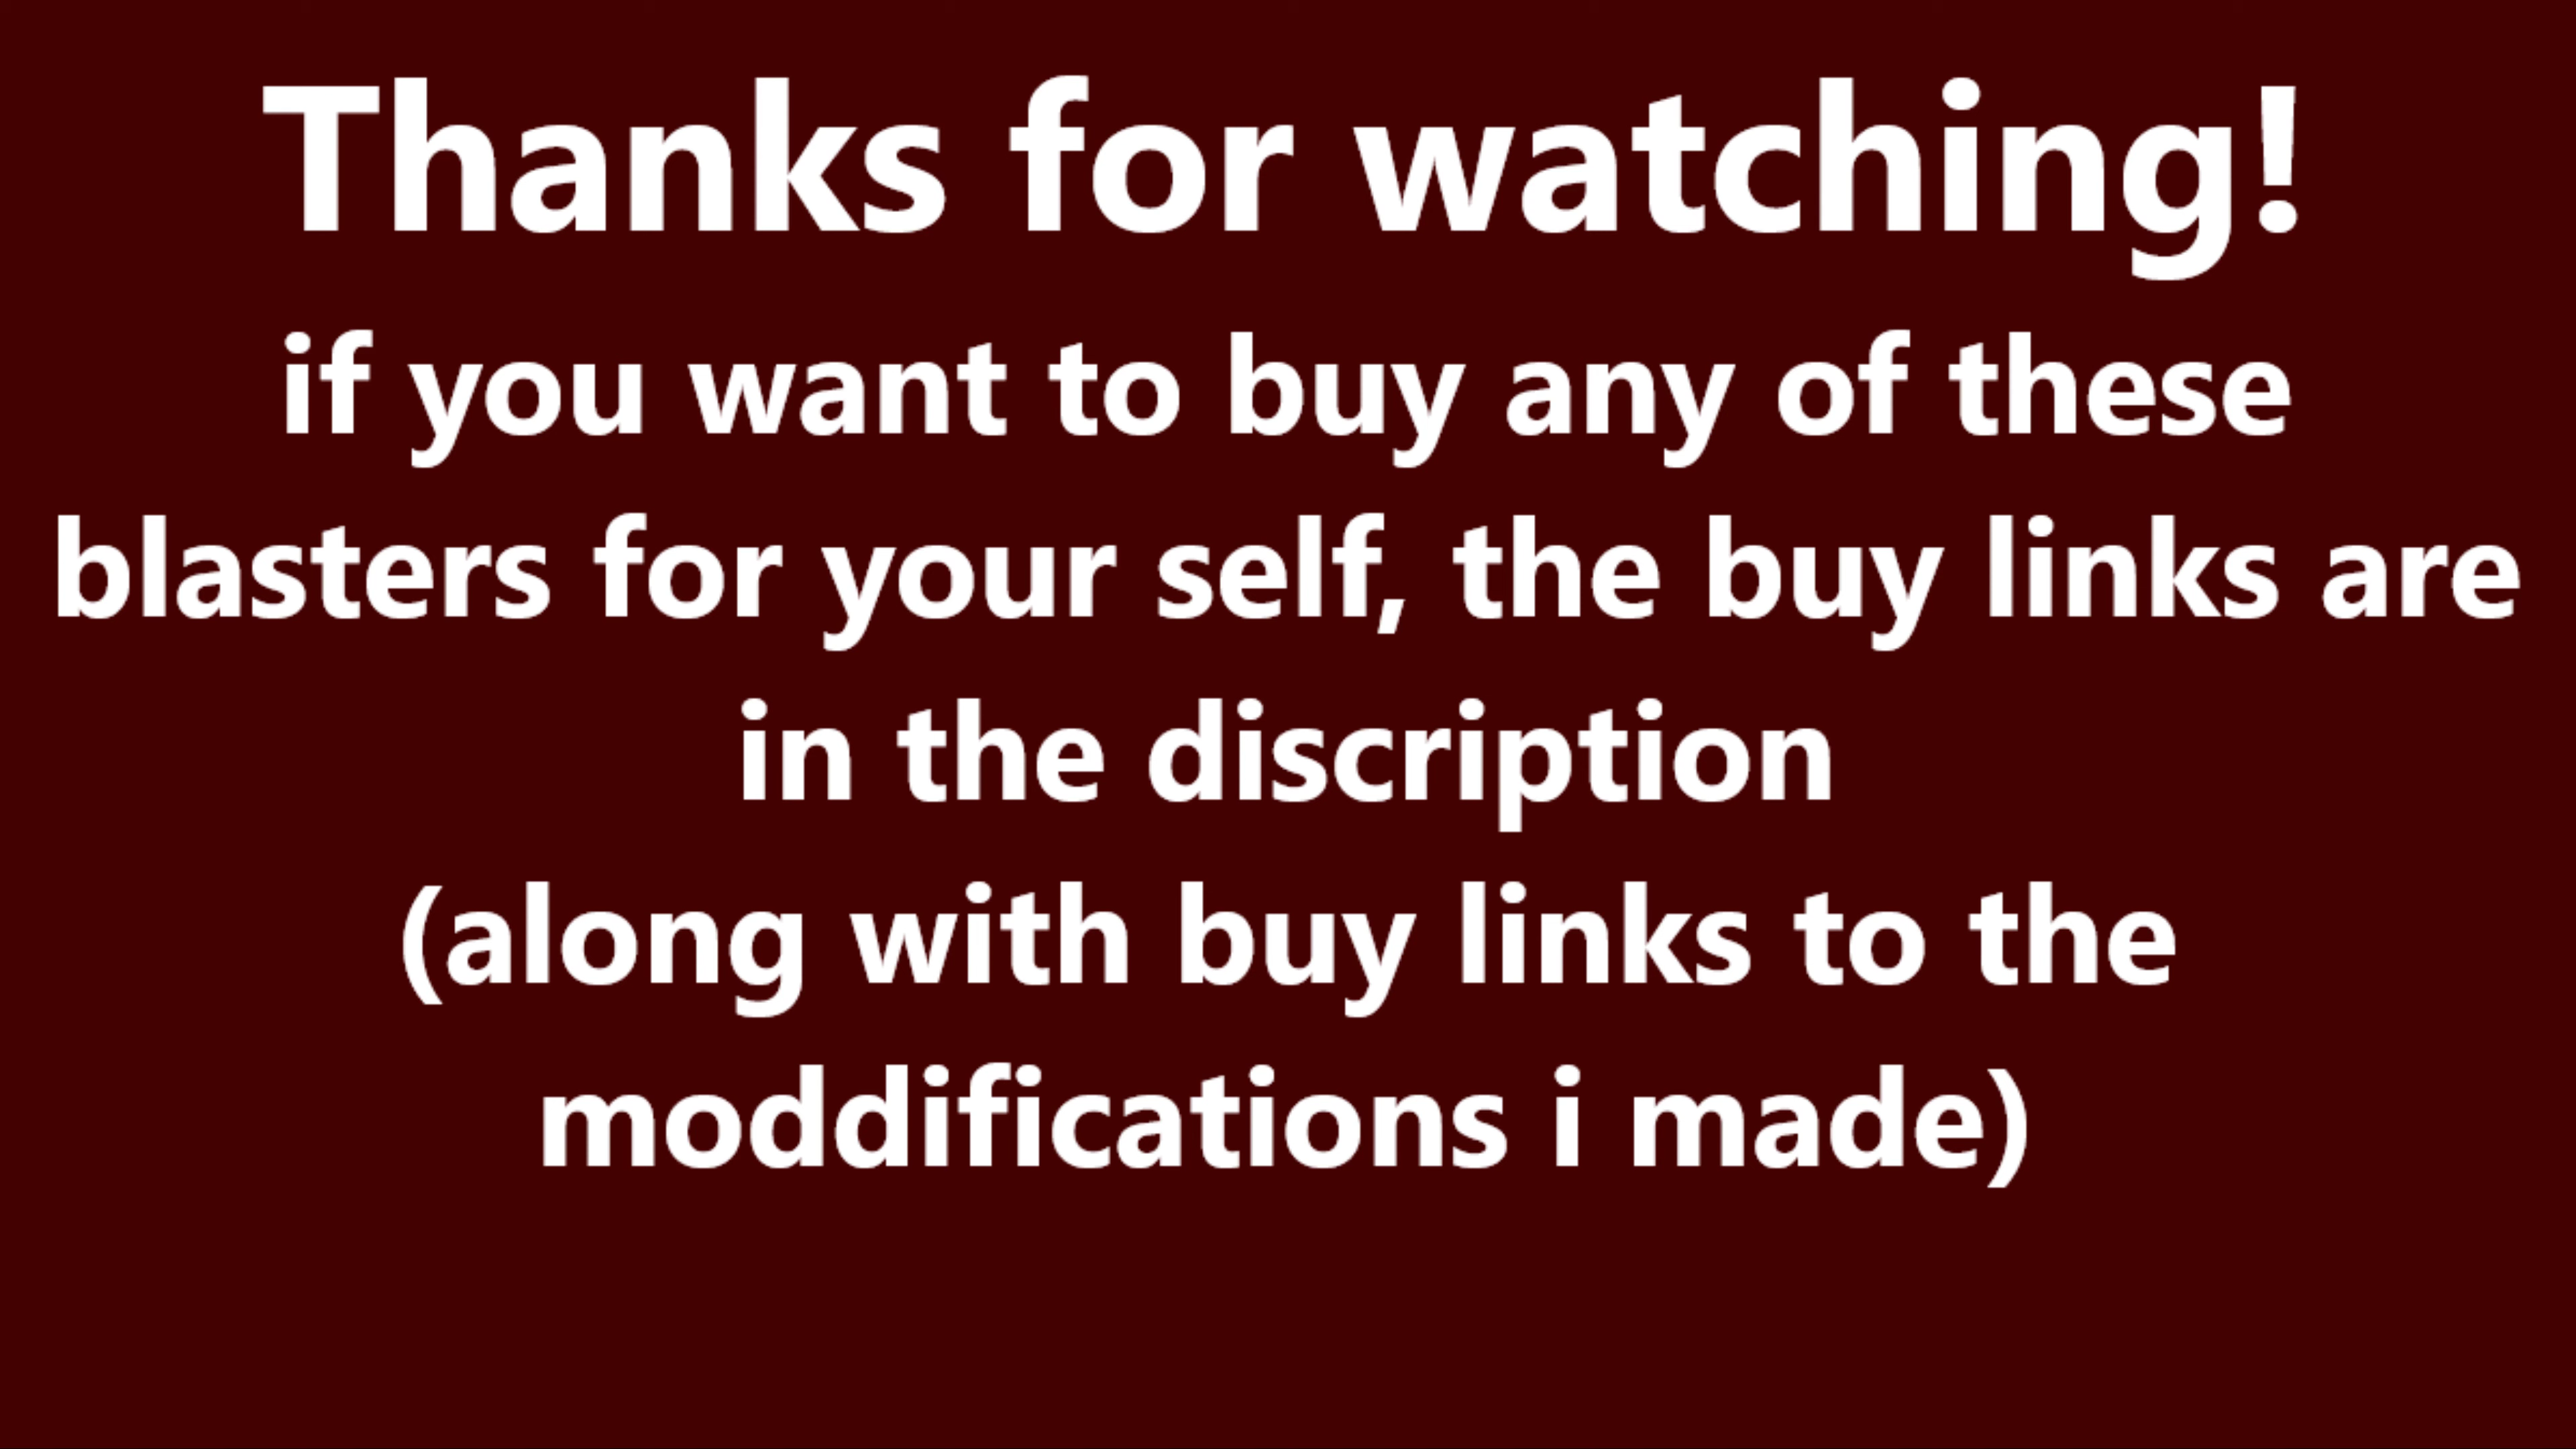 Thanks for watching!
if you want to buy any of these
blasters for your self, the buy links are
in the discription
(along with buy links to the
moddifications i made)